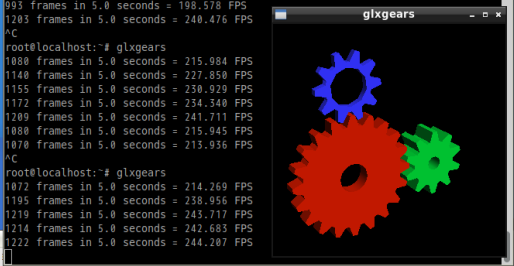 993 frames in 5.0 seconds = 198.578 FPS
1203 frames in 5.0 seconds = 240.476 FPS
^C
root@localhost:~# glxgears
1080 frames in 5.0 seconds = 215.984 FPS
1140 frames in 5.0 seconds = 227.850 FPS
1155 frames in 5.0 seconds = 230.929 FPS
1172 frames in 5.0 seconds = 234.340 FPS
1209 frames in 5.0 seconds = 241.711 FPS
1080 frames in 5.0 seconds = 215.945 FPS
1070 frames in 5.0 seconds = 213.936 FPS
^C
root@localhost:~# glxgears
1072 frames in 5.0 seconds = 214.269 FPS
1195 frames in 5.0 seconds = 238.956 FPS
1219 frames in 5.0 seconds = 243.717 FPS
1214 frames in 5.0 seconds = 242.683 FPS
1222 frames in 5.0 seconds = 244.207 FPS
glxgears